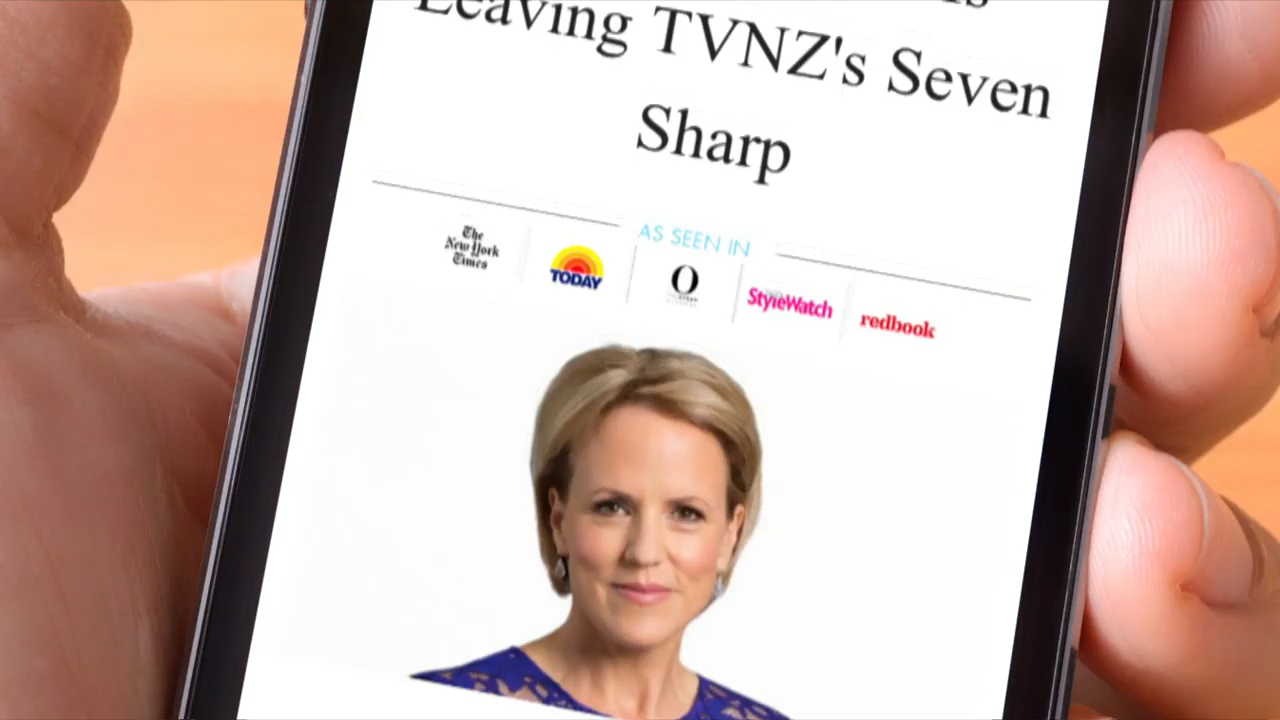 Leaving TVNZ's Seven
Sharp
AS SEEN IN
The
New York
Times
TODAY
O
StyleWatch
redbook